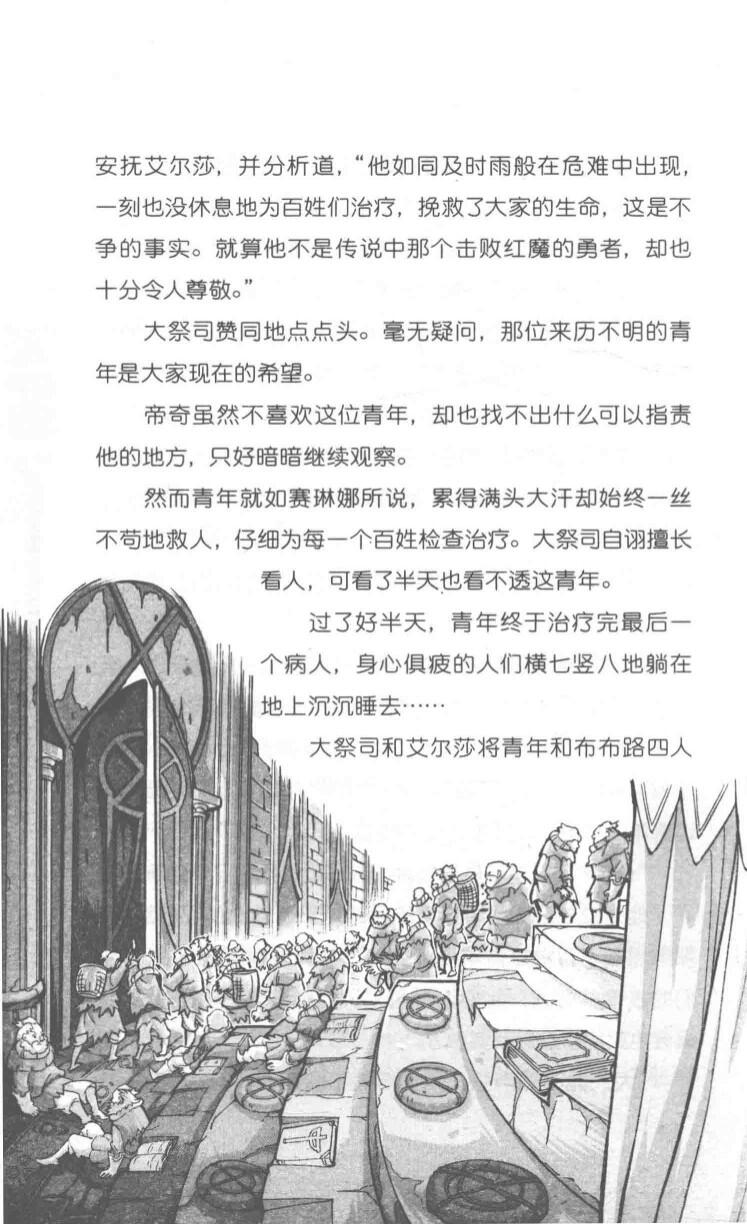 安抚艾尔莎，并分析道，“他如同及时雨般在危难中出现，
一刻也没休息地为百姓们治疗，挽救了大家的生命，这是不
争的事实。就算他不是传说中那个击败红魔的勇者，却也
十分令人尊敬。”
大祭司赞同地点点头。毫无疑问，那位来历不明的青
年是大家现在的希望。
帝奇虽然不喜欢这位青年，却也找不出什么可以指责
他的地方，只好暗暗继续观察。
然而青年就如赛琳娜所说，累得满头大汗却始终一丝
不苟地救人，仔细为每一个百姓检查治疗。大祭司自诩擅长
看人，可看了半天也看不透这青年。
过了好半天，青年终于治疗完最后一
个病人，身心俱疲的人们横七竖八地躺在
地上沉沉睡去……
大祭司和艾尔莎将青年和布布路四人